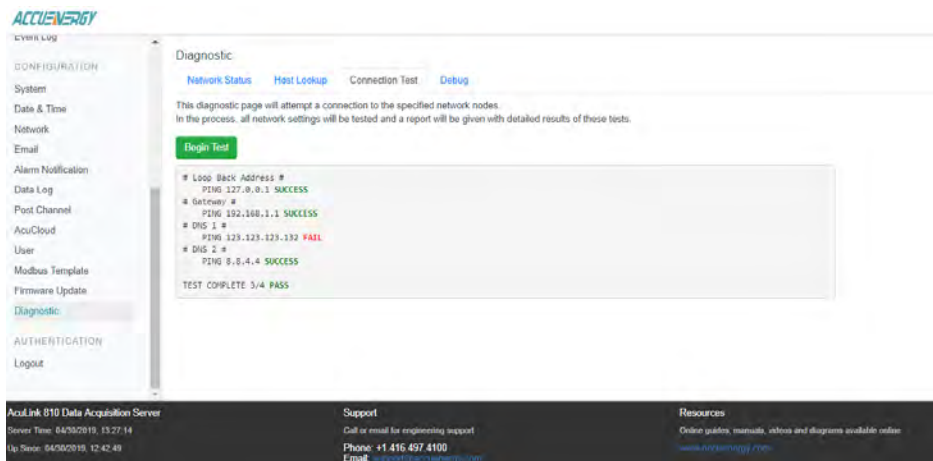 ACCUENERGY
Event Log
CONFIGURATION
System
Date & Time
Network
Email
Alarm Notification
Data Log
Post Channel
AcuCloud
User
Modbus Template
Firmware Update
Diagnostic
AUTHENTICATION
Logout
Diagnostic
Network Status Host Lookup Connection Test Debug
This diagnostic page will attempt a connection to the specified network nodes.
In the process, all network settings will be tested and a report will be given with detailed results of these tests.
Begin Test
# Loop Back Address #
PING 127.0.0.1 SUCCESS
# Gateway #
PING 192.168.1.1 SUCCESS
# DNS 1 #
PING 123.123.123.132 FAIL
# DNS 2 #
PING 8.8.4.4 SUCCESS
TEST COMPLETE 3/4 PASS
AcuLink 810 Data Acquisition Server
Server Time: 04/30/2019, 13:27:14
Up Since: 04/30/2019, 12:42:49
Support
Call or email for engineering support
Phone: +1 416 497 4100
Email: support@accuenergy.com
Resources
Online guides, manuals, videos and diagrams available online
www.accuenergy.com